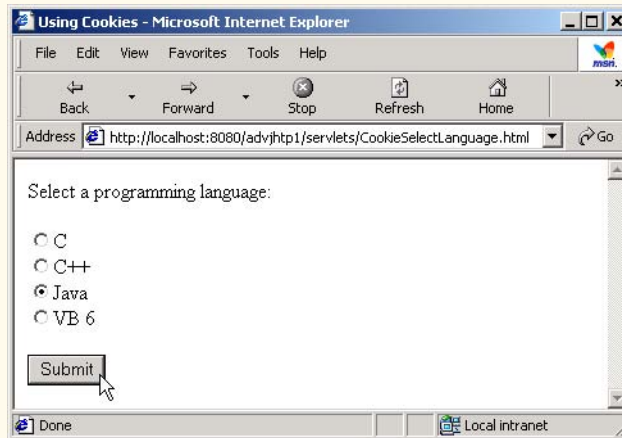 Using Cookies - Microsoft Internet Explorer
File Edit View Favorites Tools Help
msn.
Back Forward Stop Refresh Home »
Address http://localhost:8080/advjhtp1/servlets/CookieSelectLanguage.html Go
Select a programming language:
C
C++
Java
VB 6
Submit
Done Local intranet